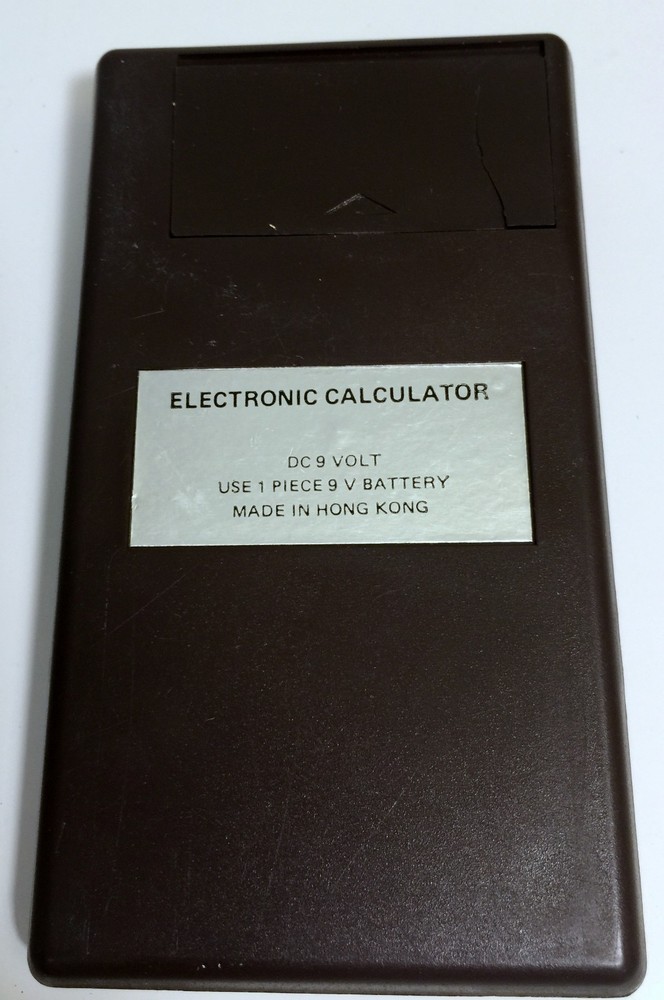 ELECTRONIC CALCULATOR
DC 9 VOLT
USE 1 PIECE 9 V BATTERY
MADE IN HONG KONG